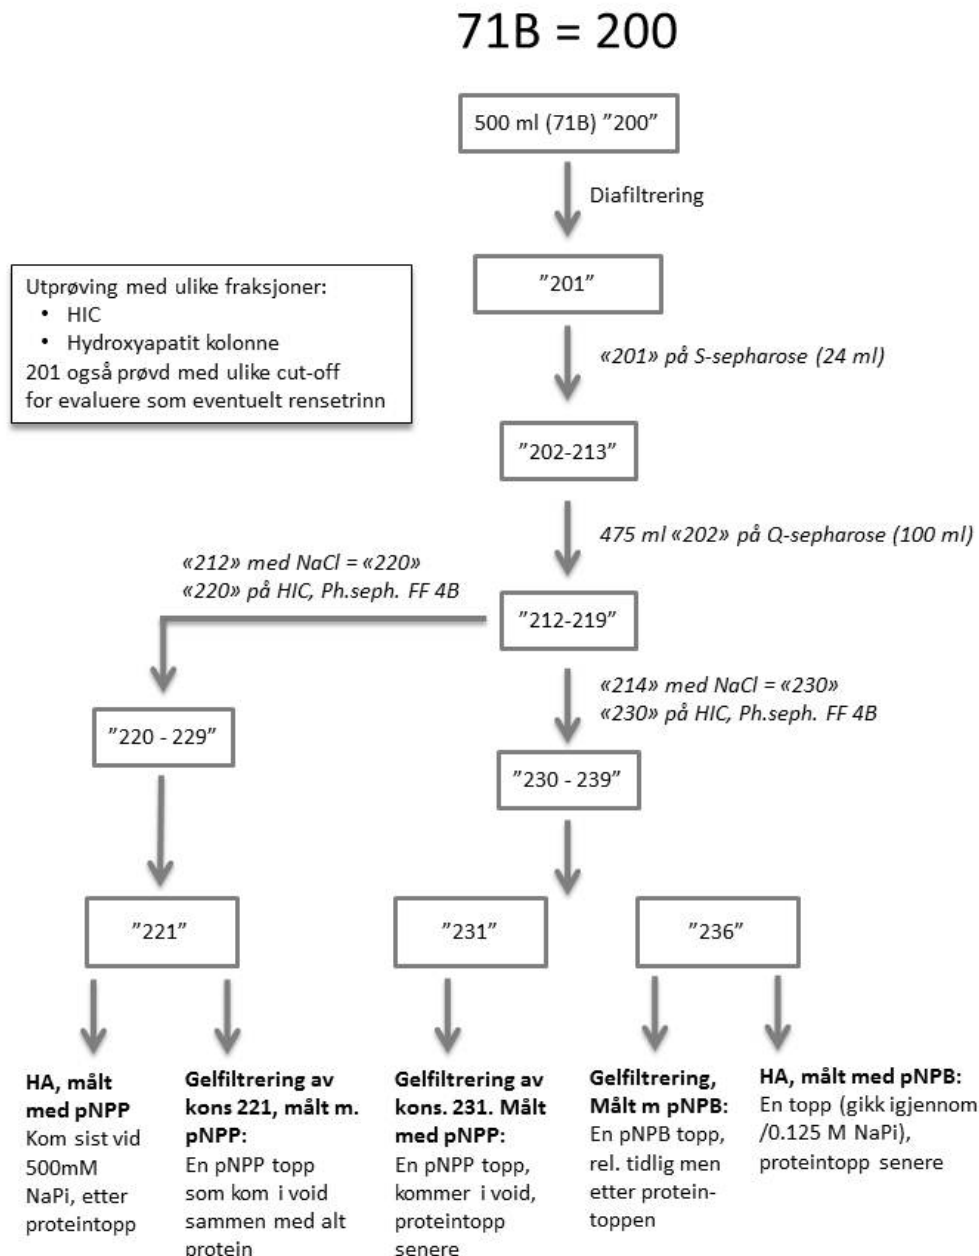 71B = 200
500 ml (71B) ”200”
Diafiltrering
”201”
Utprøving med ulike fraksjoner:
• HIC
• Hydroxyapatit kolonne
201 også prøvd med ulike cut-off
for evaluere som eventuelt rensetrinn
«201» på S-sepharose (24 ml)
”202-213”
475 ml «202» på Q-sepharose (100 ml)
«212» med NaCl = «220»
«220» på HIC, Ph.seph. FF 4B
”212-219”
«214» med NaCl = «230»
«230» på HIC, Ph.seph. FF 4B
”220 - 229”
”230 - 239”
”221”
”231”
”236”
HA, målt
med pNPP
Kom sist vid
500mM
NaPi, etter
proteintopp
Gelfiltrering av
kons 221, målt m.
pNPP:
En pNPP topp
som kom i void
sammen med alt
protein
Gelfiltrering av
kons. 231. Målt
med pNPP:
En pNPP topp,
kommer i void,
proteintopp
senere
Gelfiltrering,
Målt m pNPB:
En pNPB topp,
rel. tidlig men
etter protein-
toppen
HA, målt med pNPB:
En topp (gikk igjennom
/0.125 M NaPi),
proteintopp senere